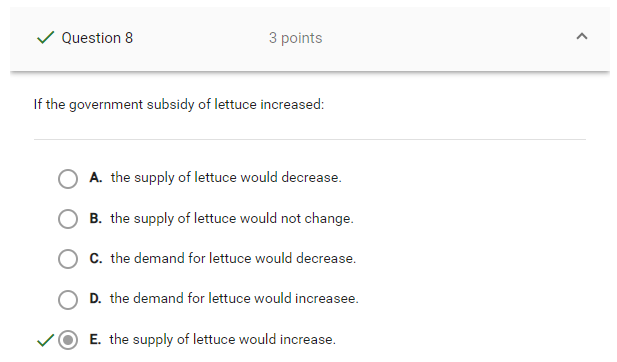 Question 8 3 points
If the government subsidy of lettuce increased:
A. the supply of lettuce would decrease.
B. the supply of lettuce would not change.
C. the demand for lettuce would decrease.
D. the demand for lettuce would increasee.
E. the supply of lettuce would increase.